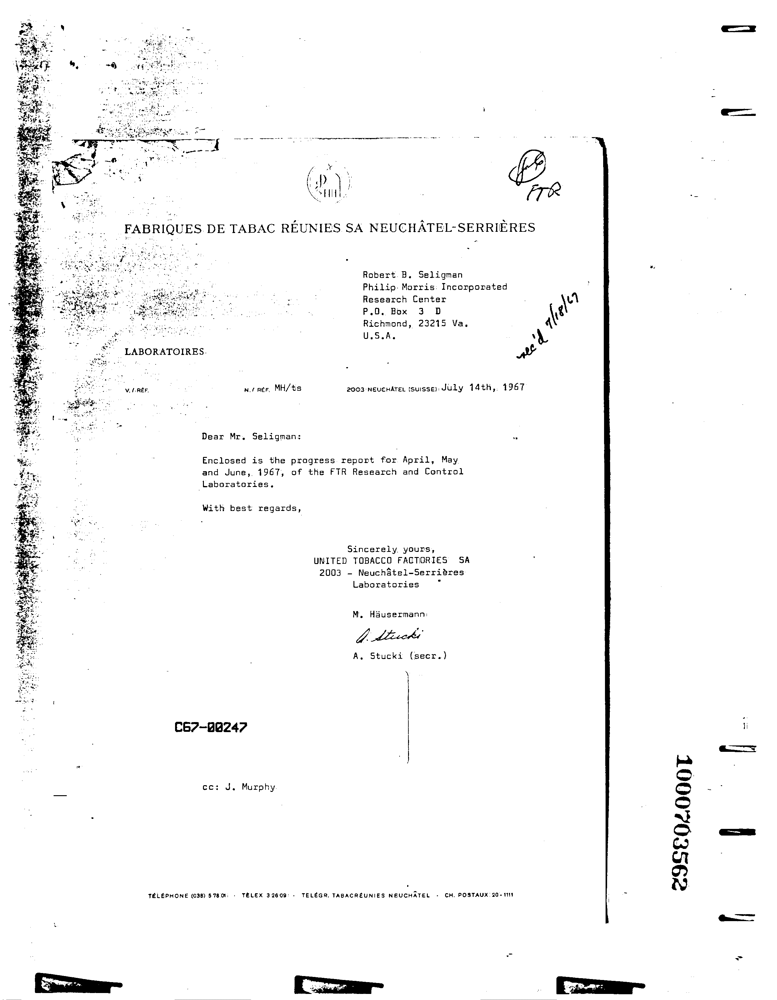 FTR
FABRIQUES DE TABAC RÉUNIES SA NEUCHÂTEL-SERRIÈRES
Robert B. Seligman
Philip Morris Incorporated
Research Center
P.O. Box 3 D
Richmond, 23215 Va.
U.S.A.
rec'd 7/18/67
LABORATOIRES
V. / RÉF. N. / RÉF. MH/ts 2003 NEUCHÂTEL (SUISSE) July 14th, 1967
Dear Mr. Seligman:
Enclosed is the progress report for April, May
and June, 1967, of the FTR Research and Control
Laboratories.
With best regards,
Sincerely yours,
UNITED TOBACCO FACTORIES SA
2003 - Neuchâtel-Serrières
Laboratories
M. Häusermann
A. Stucki
A. Stucki (secr.)
C67-00247
cc: J. Murphy
1000703562
TÉLÉPHONE (038) 5 78 01 · TÉLEX 3 26 09 · TÉLÉGR. TABACRÉUNIES NEUCHÂTEL · CH. POSTAUX 20-1111